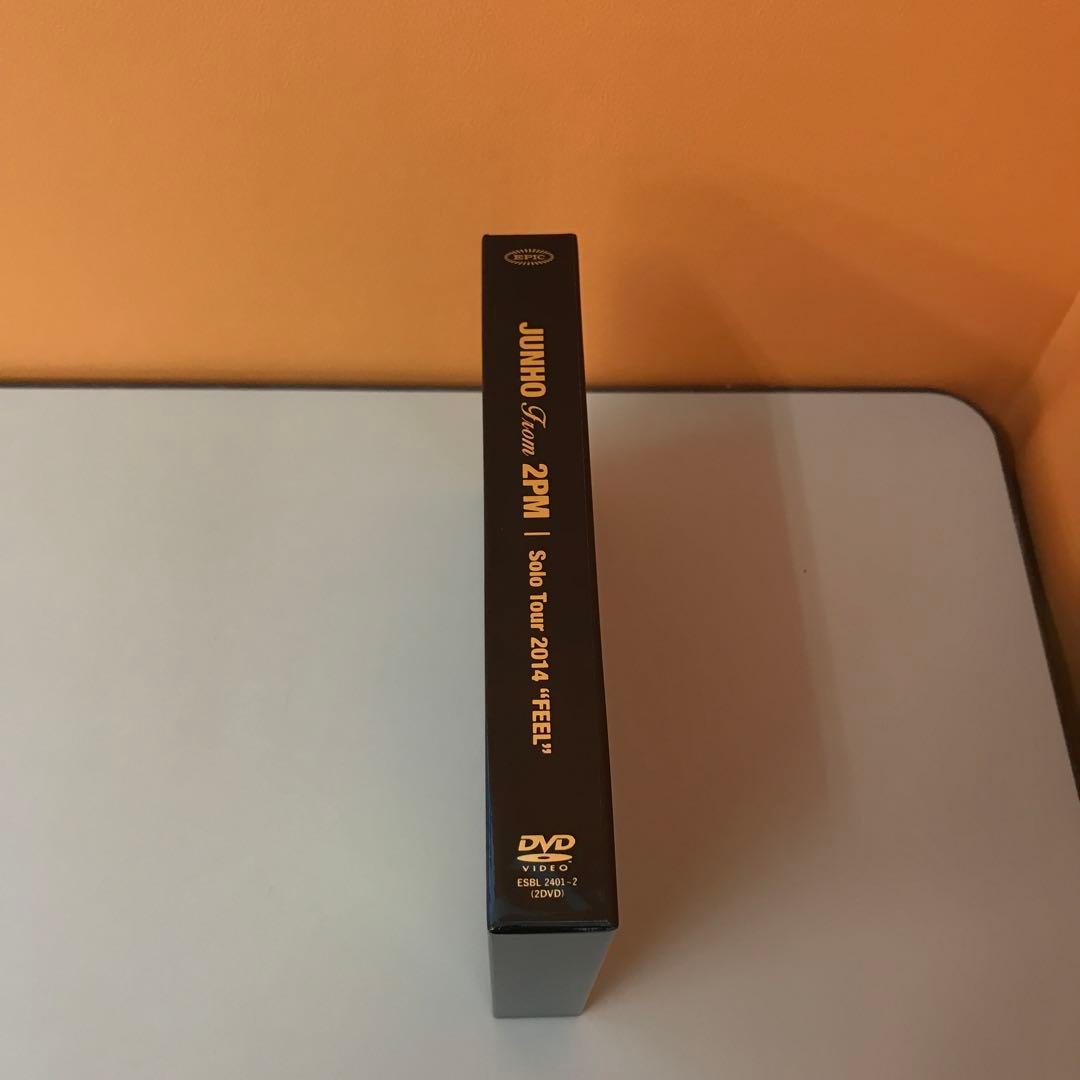 EPIC
JUNHO From 2PM | Solo Tour 2014 “FEEL”
DVD
VIDEO
ESBL 2401~2
(2DVD)